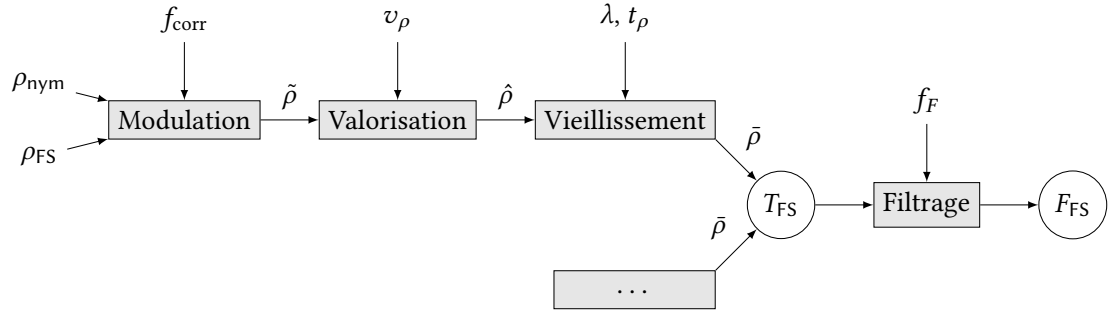 f_corr
v_ρ
λ, t_ρ
ρ_nym
ρ_FS
Modulation
ρ̃
Valorisation
ρ̂
Vieillissement
ρ̄
f_F
T_FS
Filtrage
F_FS
ρ̄
...